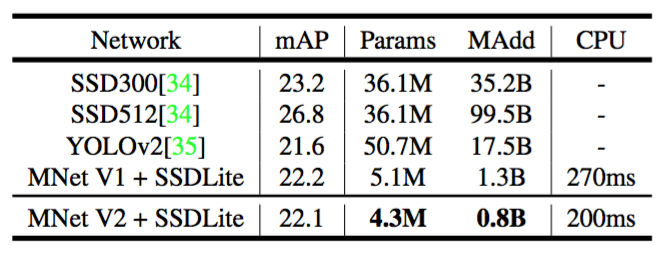 Network mAP Params MAdd CPU
SSD300[34] 23.2 36.1M 35.2B -
SSD512[34] 26.8 36.1M 99.5B -
YOLOv2[35] 21.6 50.7M 17.5B -
MNet V1 + SSDLite 22.2 5.1M 1.3B 270ms
MNet V2 + SSDLite 22.1 4.3M 0.8B 200ms